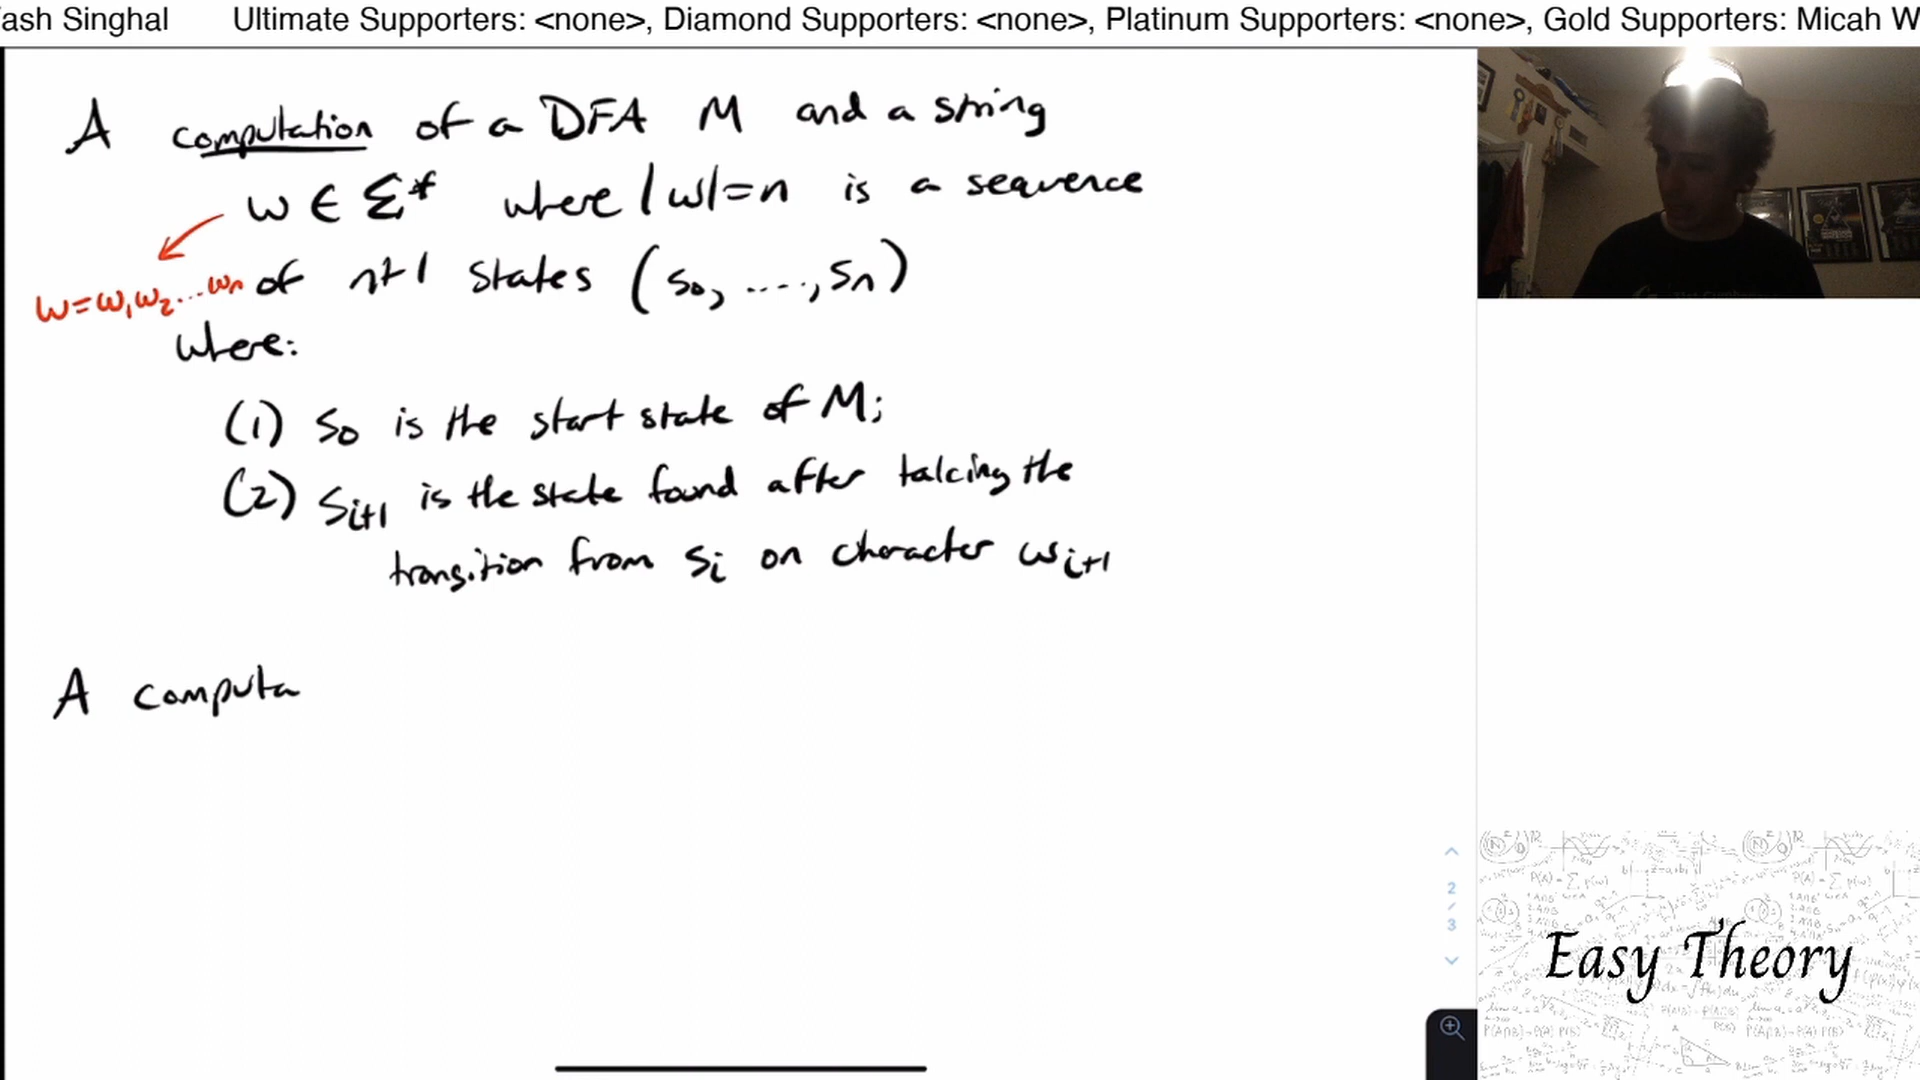 ash Singhal Ultimate Supporters: <none>, Diamond Supporters: <none>, Platinum Supporters: <none>, Gold Supporters: Micah W
A computation of a DFA M and a string
w ∈ Σ* where |w|=n is a sequence
of n+1 states (s0, ...., sn)
w=w1w2...wn
where:
(1) s0 is the start state of M;
(2) si+1 is the state found after taking the
transition from si on character wi+1
A computa
2
/
3
Easy Theory